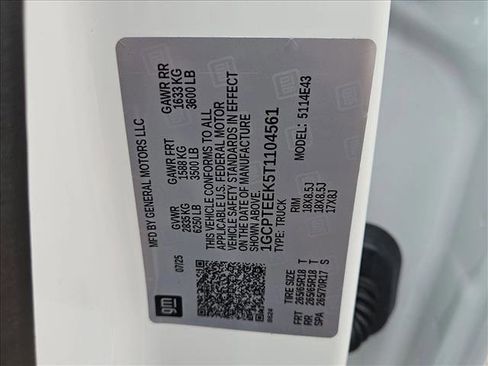 MFD BY GENERAL MOTORS LLC
07/25
gm
GVWR
2835 KG
6250 LB
GAWR FRT
1588 KG
3500 LB
GAWR RR
1633 KG
3600 LB
THIS VEHICLE CONFORMS TO ALL
APPLICABLE U.S. FEDERAL MOTOR
VEHICLE SAFETY STANDARDS IN EFFECT
ON THE DATE OF MANUFACTURE
SHOWN ABOVE.
1GCPTEEK5T1104561
TYPE: TRUCK
5114E43
TIRE SIZE RIM
FRT 265/65R18 T 18X8.5J
RR 265/65R18 T 18X8.5J
SPA 265/70R17 S 17X8J